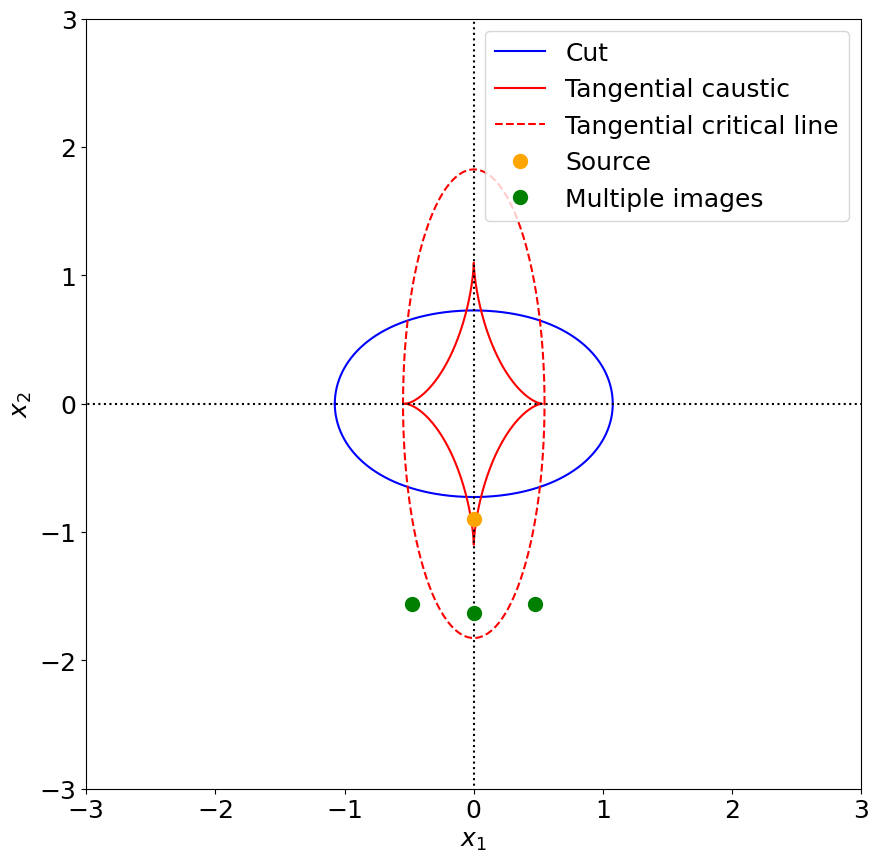 3
2
1
0
−1
−2
−3
−3
−2
−1
0
1
2
3
x₂
x₁
Cut
Tangential caustic
Tangential critical line
Source
Multiple images